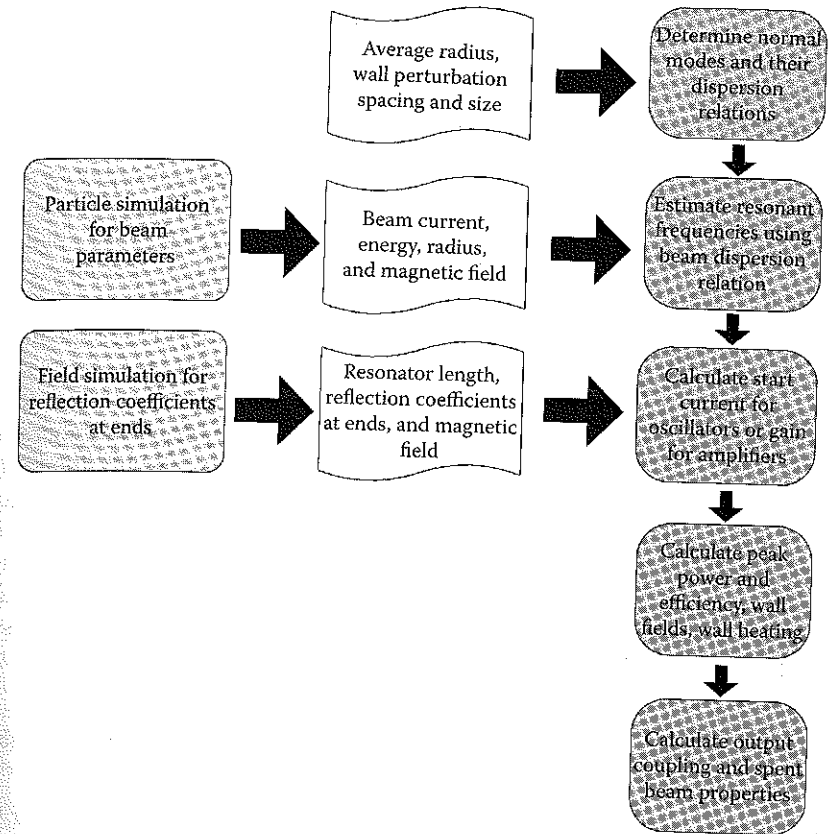 Average radius,
wall perturbation
spacing and size
Determine normal
modes and their
dispersion
relations
Particle simulation
for beam
parameters
Beam current,
energy, radius,
and magnetic field
Estimate resonant
frequencies using
beam dispersion
relation
Field simulation for
reflection coefficients
at ends
Resonator length,
reflection coefficients
at ends, and magnetic
field
Calculate start
current for
oscillators or gain
for amplifiers
Calculate peak
power and
efficiency, wall
fields, wall heating
Calculate output
coupling and spent
beam properties